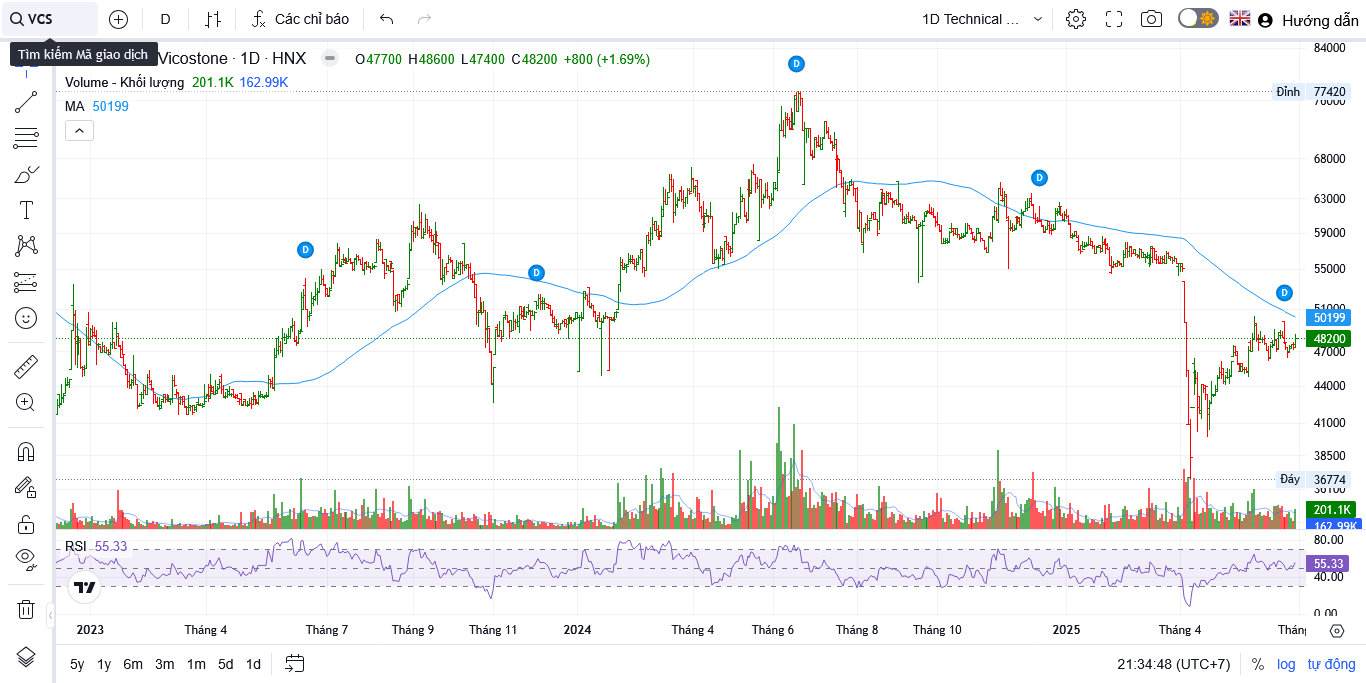 VCS
D
Các chỉ báo
1D Technical ...
Hướng dẫn
Tìm kiếm Mã giao dịch
Vicostone · 1D · HNX
O47700 H48600 L47400 C48200 +800 (+1.69%)
Volume - Khối lượng 201.1K 162.99K
MA 50199
D
D
D
D
D
84000
Đỉnh 77420
76000
68000
63000
59000
55000
51000
50199
48200
47000
44000
41000
38500
Đáy 36774
36100
201.1K
162.99K
RSI 55.33
80.00
55.33
40.00
0.00
2023
Tháng 4
Tháng 7
Tháng 9
Tháng 11
2024
Tháng 4
Tháng 6
Tháng 8
Tháng 10
2025
Tháng 4
5y 1y 6m 3m 1m 5d 1d
21:34:48 (UTC+7)
%
log
tự động